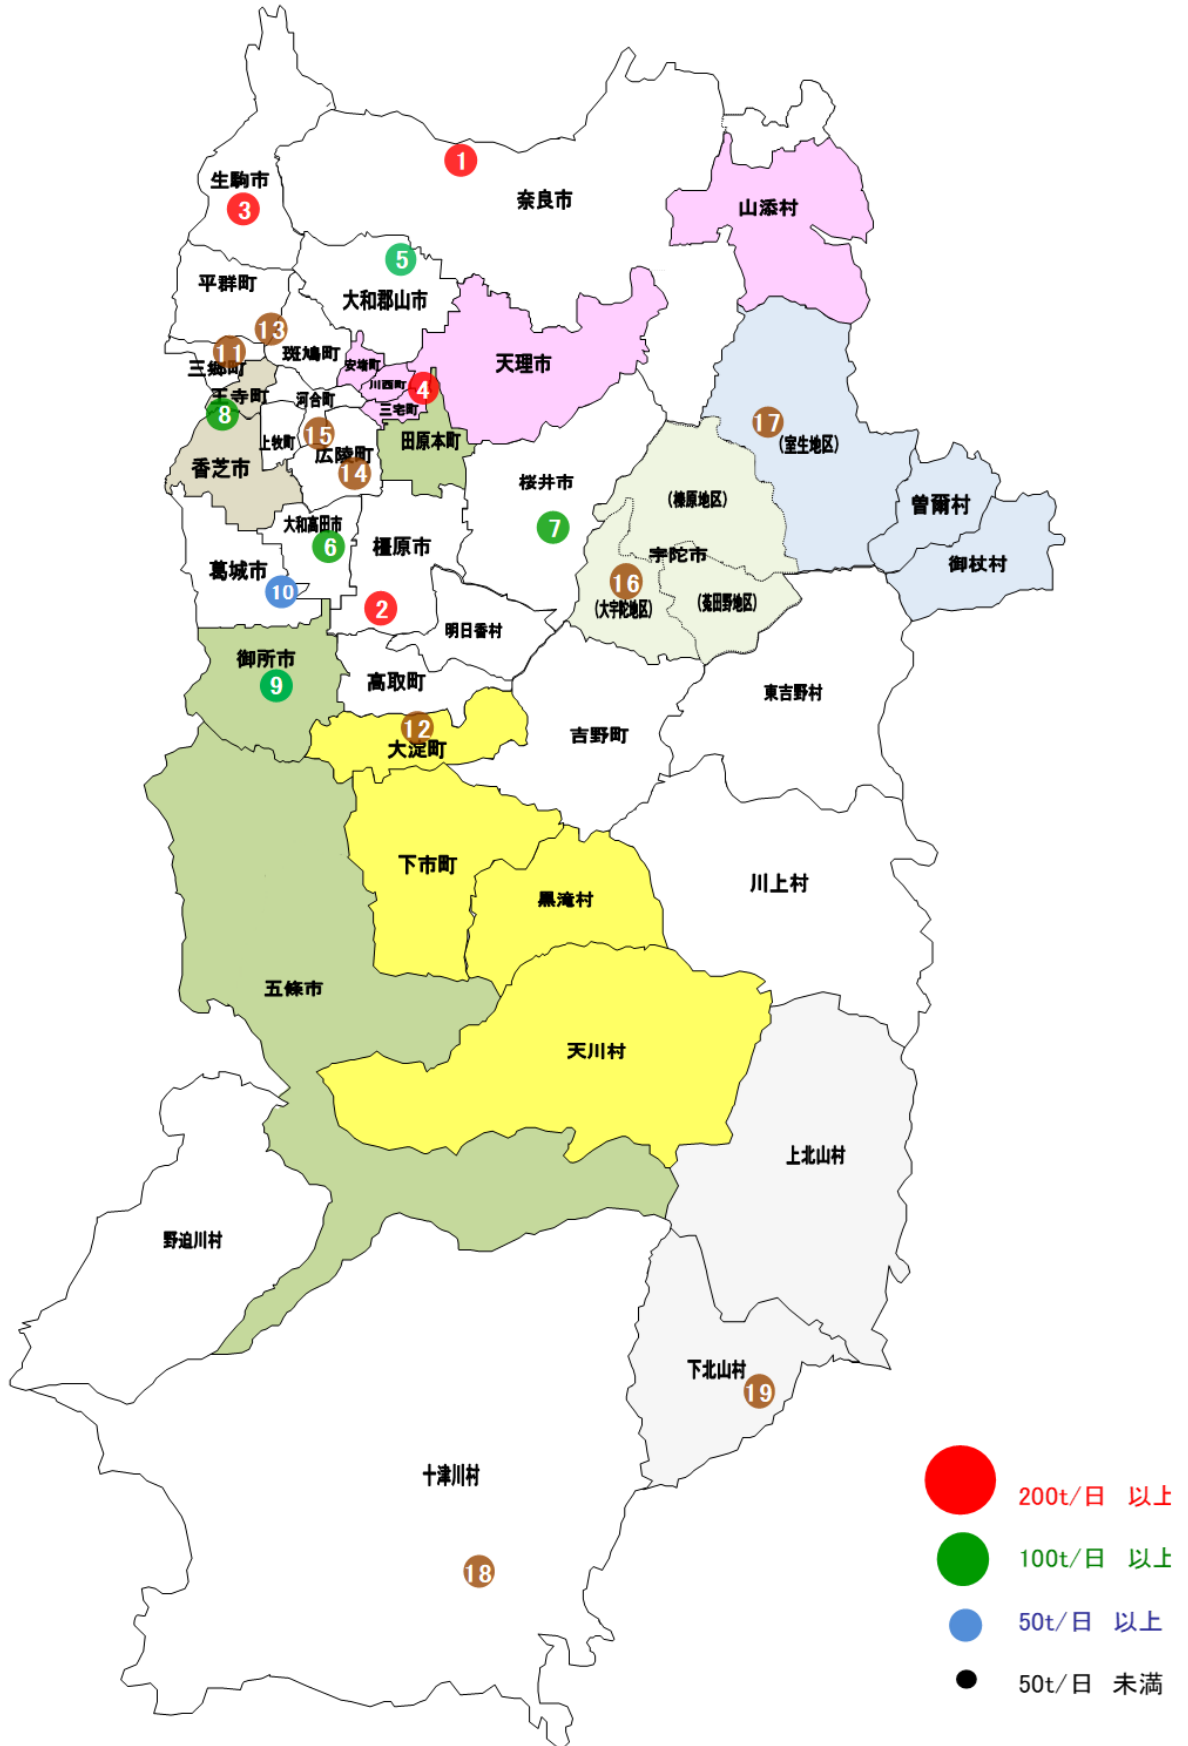 1
奈良市
生駒市
3
山添村
5
大和郡山市
平群町
13
斑鳩町
11
三郷町
安堵町
天理市
川西町
4
三宅町
王寺町
8
河合町
上牧町
15
広陵町
14
田原本町
香芝市
17
(室生地区)
桜井市
7
(榛原地区)
曽爾村
御杖村
大和高田市
6
橿原市
宇陀市
16
(大宇陀地区)
(菟田野地区)
葛城市
10
2
明日香村
御所市
9
高取町
東吉野村
12
大淀町
吉野町
下市町
黒滝村
川上村
五條市
天川村
上北山村
野迫川村
下北山村
19
十津川村
18
200t/日 以上
100t/日 以上
50t/日 以上
50t/日 未満